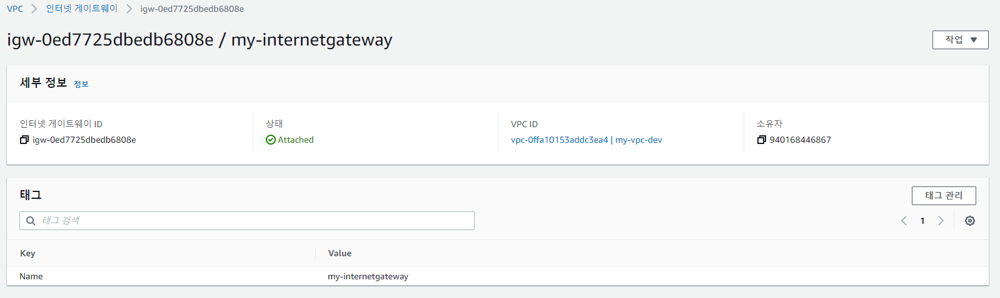 VPC 인터넷 게이트웨이 igw-0ed7725dbedb6808e
igw-0ed7725dbedb6808e / my-internetgateway
작업
세부 정보 정보
인터넷 게이트웨이 ID 상태 VPC ID 소유자
igw-0ed7725dbedb6808e Attached vpc-0ffa10153addc3ea4 | my-vpc-dev 940168446867
태그
태그 관리
태그 검색
1
Key Value
Name my-internetgateway